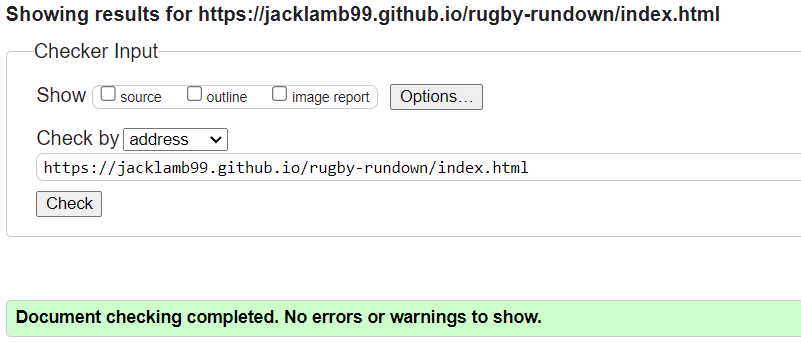 Showing results for https://jacklamb99.github.io/rugby-rundown/index.html
Checker Input
Show source outline image report Options...
Check by address
https://jacklamb99.github.io/rugby-rundown/index.html
Check
Document checking completed. No errors or warnings to show.